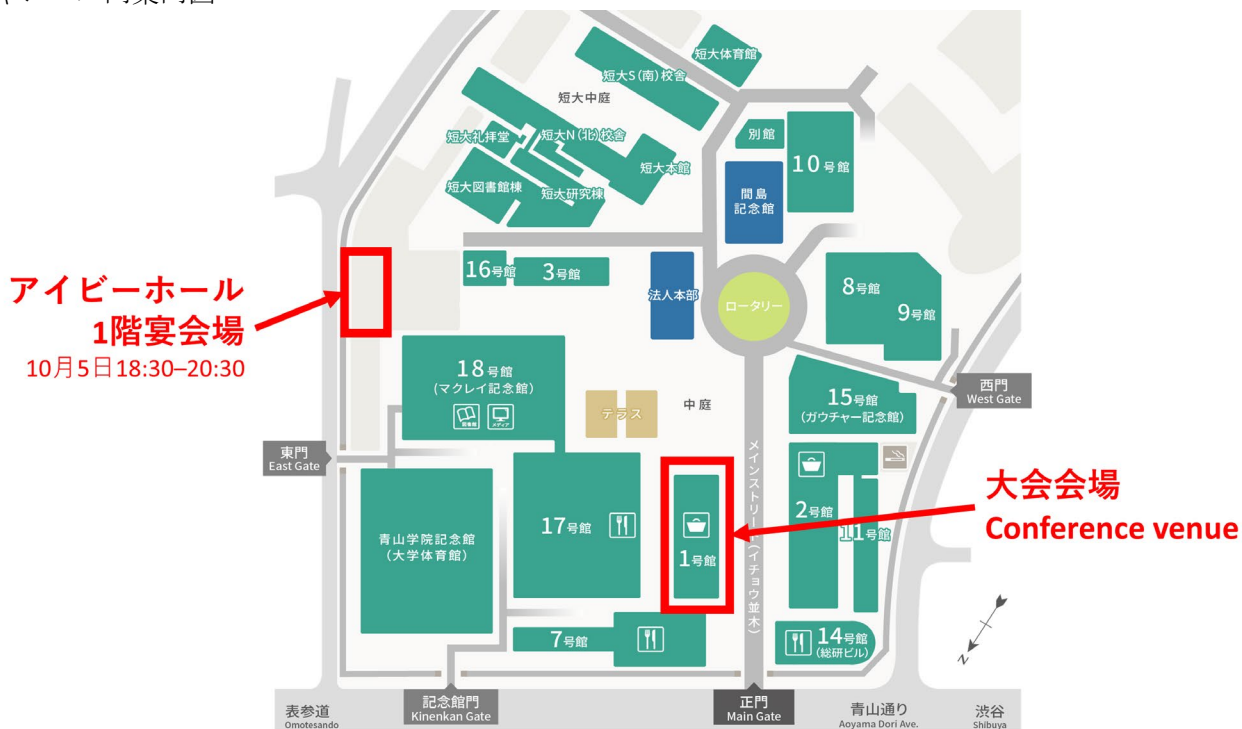 短大体育館
短大S(南)校舎
短大中庭
短大礼拝堂
短大N(北)校舎
別館
10号館
短大本館
短大図書館棟
短大研究棟
間島
記念館
16号館
3号館
法人本部
ロータリー
8号館
9号館
アイビーホール
1階宴会場
10月5日18:30–20:30
18号館
(マクレイ記念館)
図書館
メディア
テラス
中庭
15号館
(ガウチャー記念館)
西門
West Gate
東門
East Gate
メインストリート(イチョウ並木)
大会会場
Conference venue
青山学院記念館
(大学体育館)
17号館
1号館
2号館
11号館
7号館
14号館
(総研ビル)
N
表参道
Omotesando
記念館門
Kinenkan Gate
正門
Main Gate
青山通り
Aoyama Dori Ave.
渋谷
Shibuya